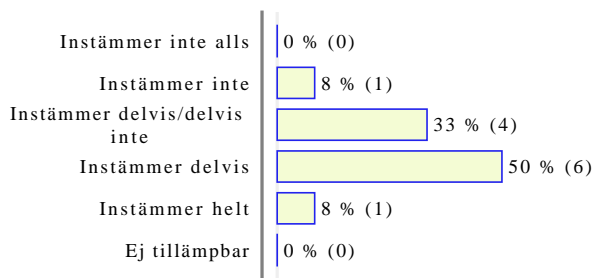 Instämmer inte alls 0 % (0)
Instämmer inte 8 % (1)
Instämmer delvis/delvis
inte 33 % (4)
Instämmer delvis 50 % (6)
Instämmer helt 8 % (1)
Ej tillämpbar 0 % (0)